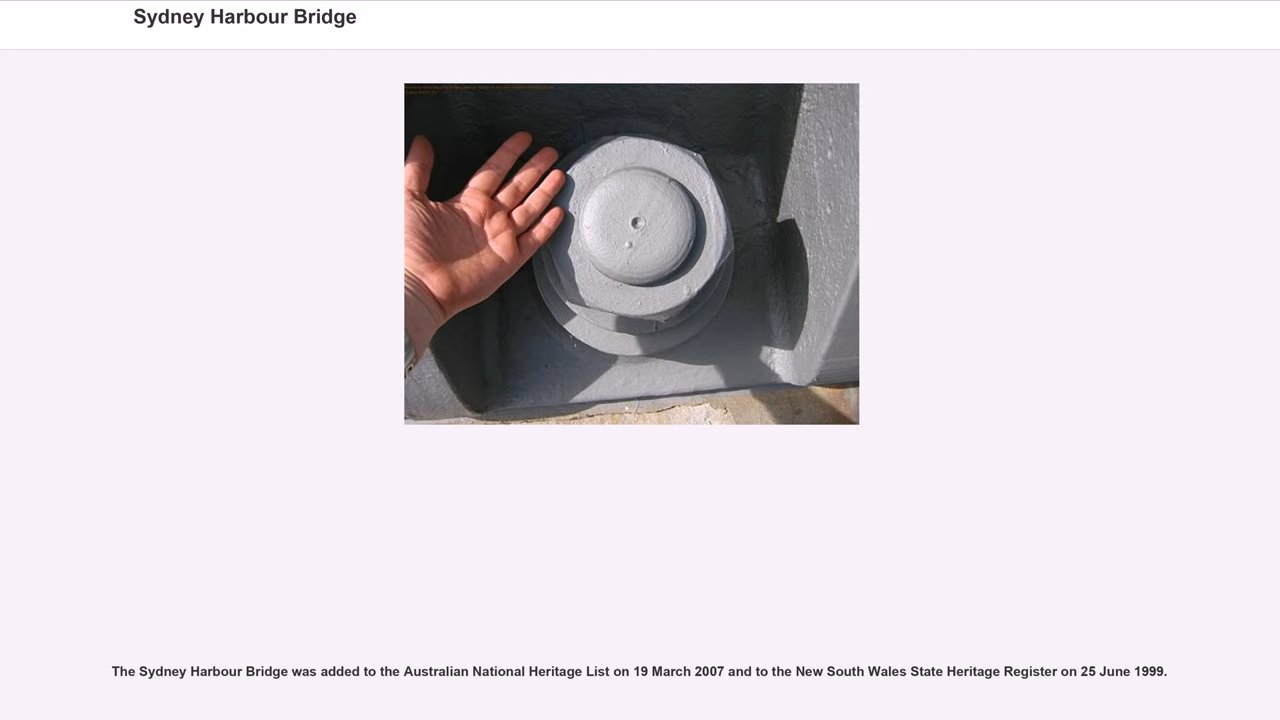 Sydney Harbour Bridge
The Sydney Harbour Bridge was added to the Australian National Heritage List on 19 March 2007 and to the New South Wales State Heritage Register on 25 June 1999.